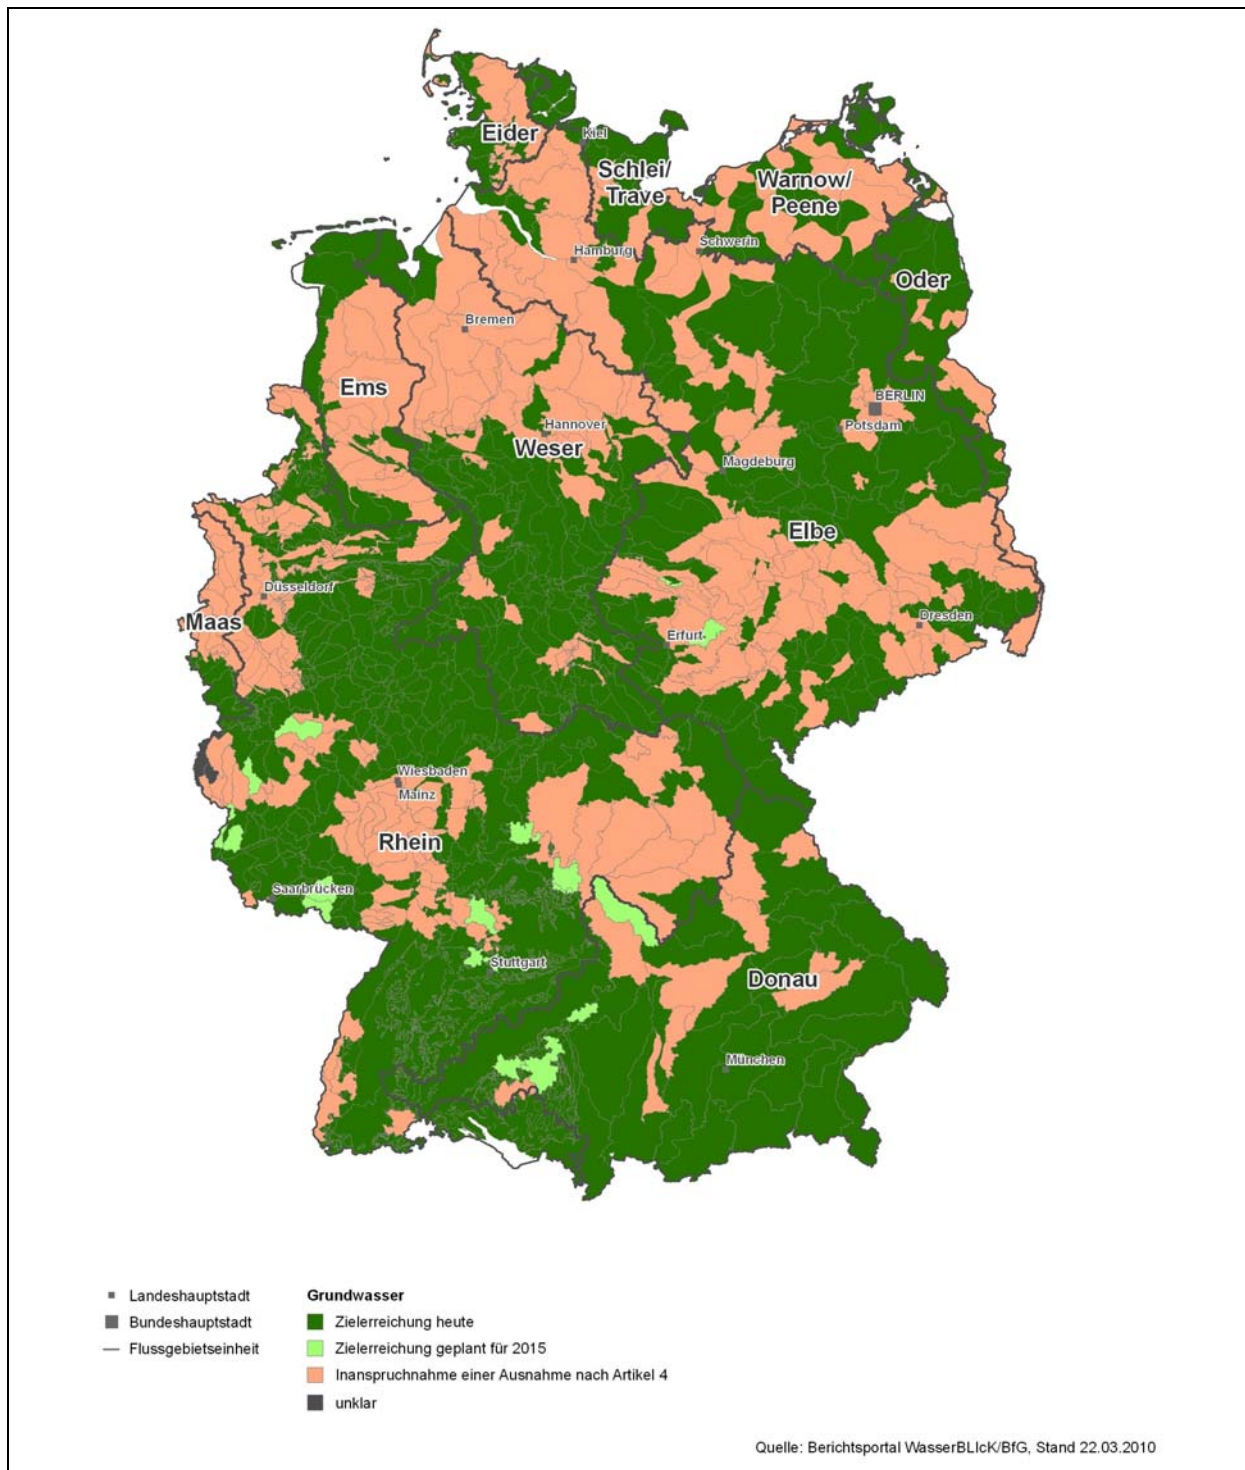 Eider
Kiel
Schlei/
Trave
Warnow/
Peene
Schwerin
Hamburg
Oder
Bremen
Ems
BERLIN
Hannover
Potsdam
Weser
Magdeburg
Elbe
Düsseldorf
Maas
Dresden
Erfurt
Wiesbaden
Mainz
Rhein
Saarbrücken
Stuttgart
Donau
München
Landeshauptstadt
Bundeshauptstadt
Flussgebietseinheit
Grundwasser
Zielerreichung heute
Zielerreichung geplant für 2015
Inanspruchnahme einer Ausnahme nach Artikel 4
unklar
Quelle: Berichtsportal WasserBLIcK/BfG, Stand 22.03.2010